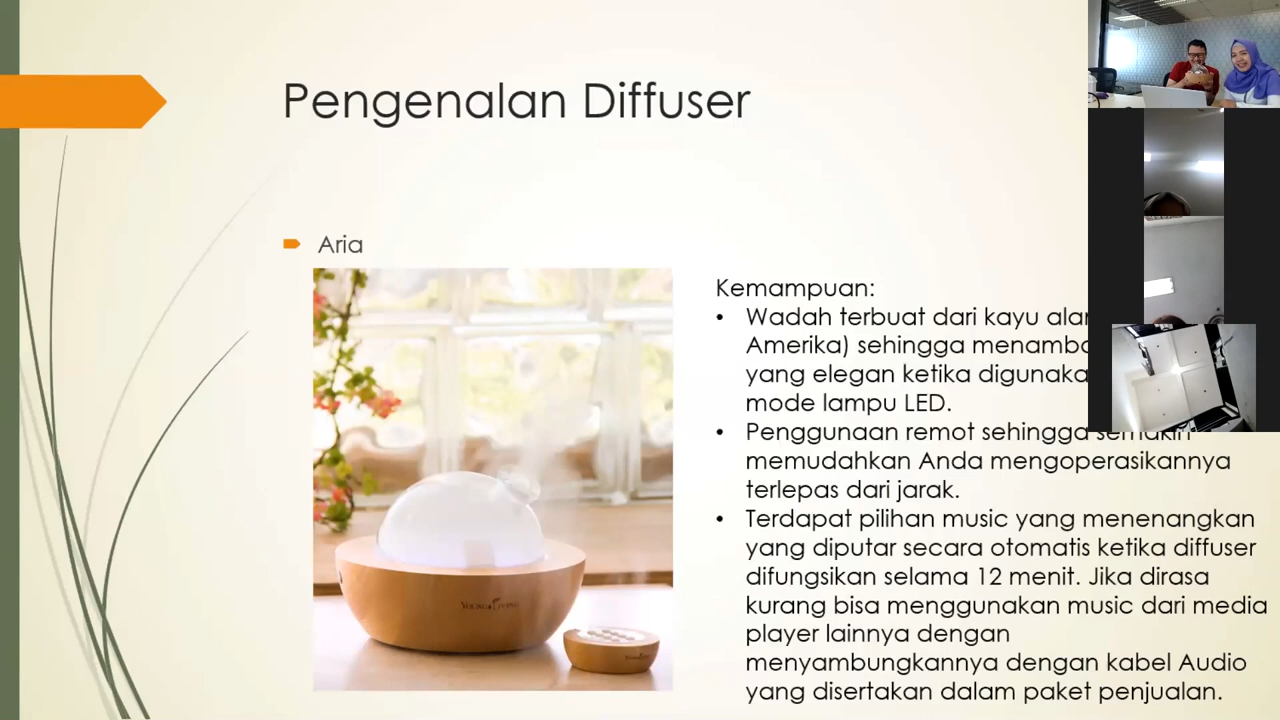 Pengenalan Diffuser
Aria
Kemampuan:
• Wadah terbuat dari kayu
Amerika) sehingga
yang elegan ketika
mode lampu LED.
• Penggunaan remot sehingga semakin
memudahkan Anda mengoperasikannya
terlepas dari jarak.
• Terdapat pilihan music yang menenangkan
yang diputar secara otomatis ketika diffuser
difungsikan selama 12 menit. Jika dirasa
kurang bisa menggunakan music dari media
player lainnya dengan
menyambungkannya dengan kabel Audio
yang disertakan dalam paket penjualan.
YOUNG LIVING